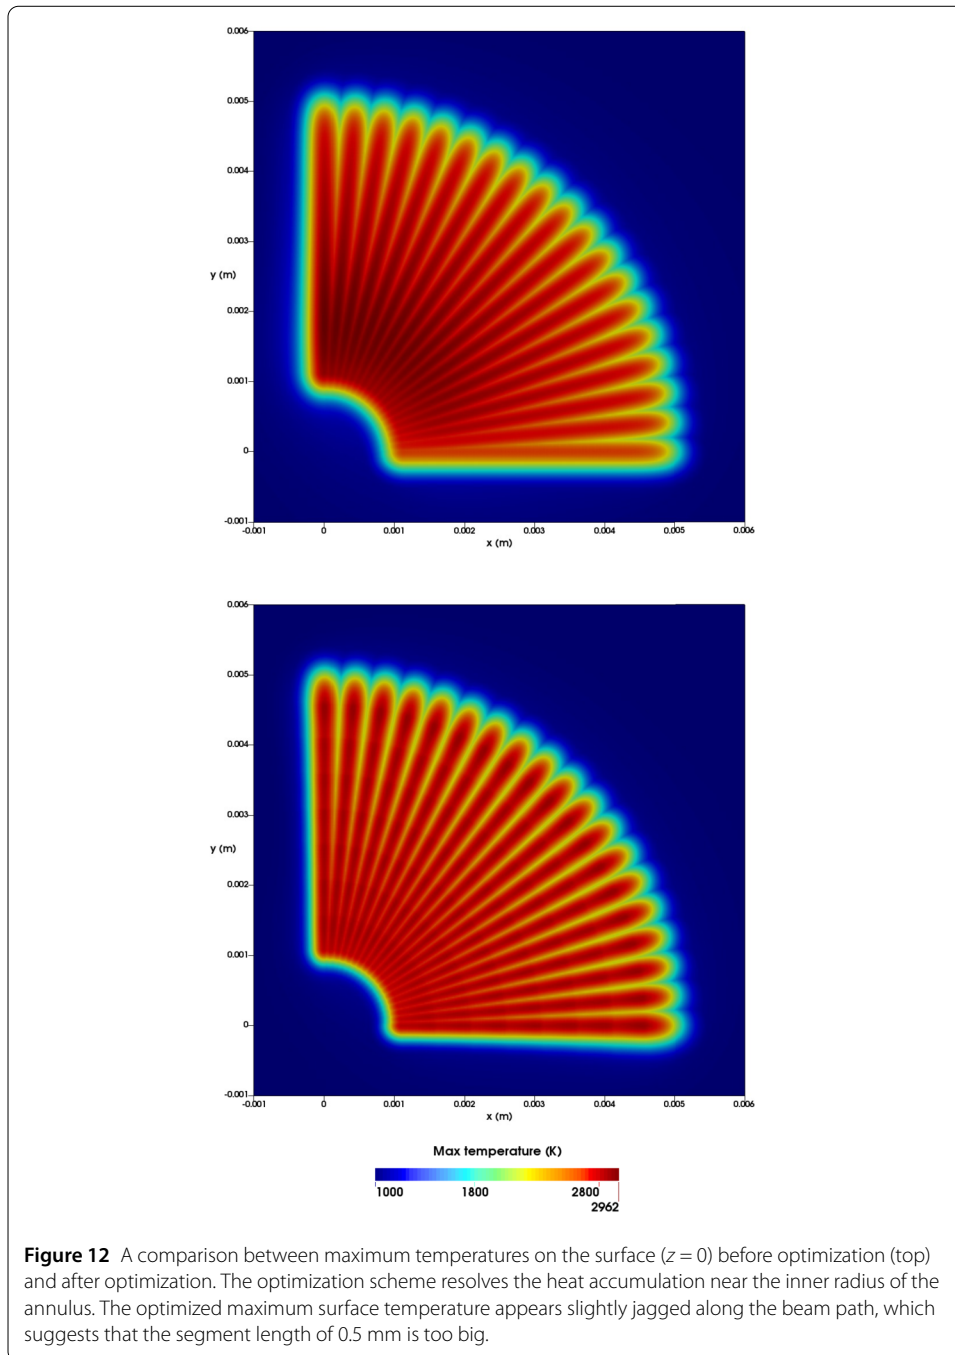 0.006
0.005
0.004
0.003
y (m)
0.002
0.001
0
-0.001
-0.001 0 0.001 0.002 0.003 0.004 0.005 0.006
x (m)
0.006
0.005
0.004
0.003
y (m)
0.002
0.001
0
-0.001
-0.001 0 0.001 0.002 0.003 0.004 0.005 0.006
x (m)
Max temperature (K)
1000 1800 2800
2962
Figure 12 A comparison between maximum temperatures on the surface (z = 0) before optimization (top)
and after optimization. The optimization scheme resolves the heat accumulation near the inner radius of the
annulus. The optimized maximum surface temperature appears slightly jagged along the beam path, which
suggests that the segment length of 0.5 mm is too big.